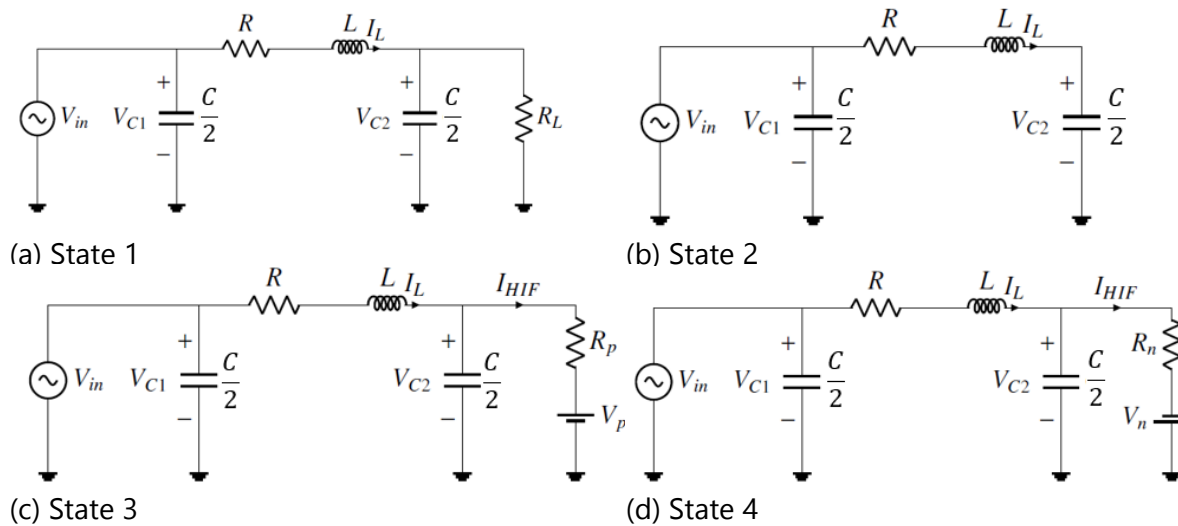 R L I_L
V_in V_C1 + − C/2 V_C2 + − C/2 R_L
(a) State 1
R L I_L
V_in V_C1 + − C/2 V_C2 + − C/2
(b) State 2
R L I_L I_HIF
V_in V_C1 + − C/2 V_C2 + − C/2 R_p V_p
(c) State 3
R L I_L I_HIF
V_in V_C1 + − C/2 V_C2 + − C/2 R_n V_n
(d) State 4